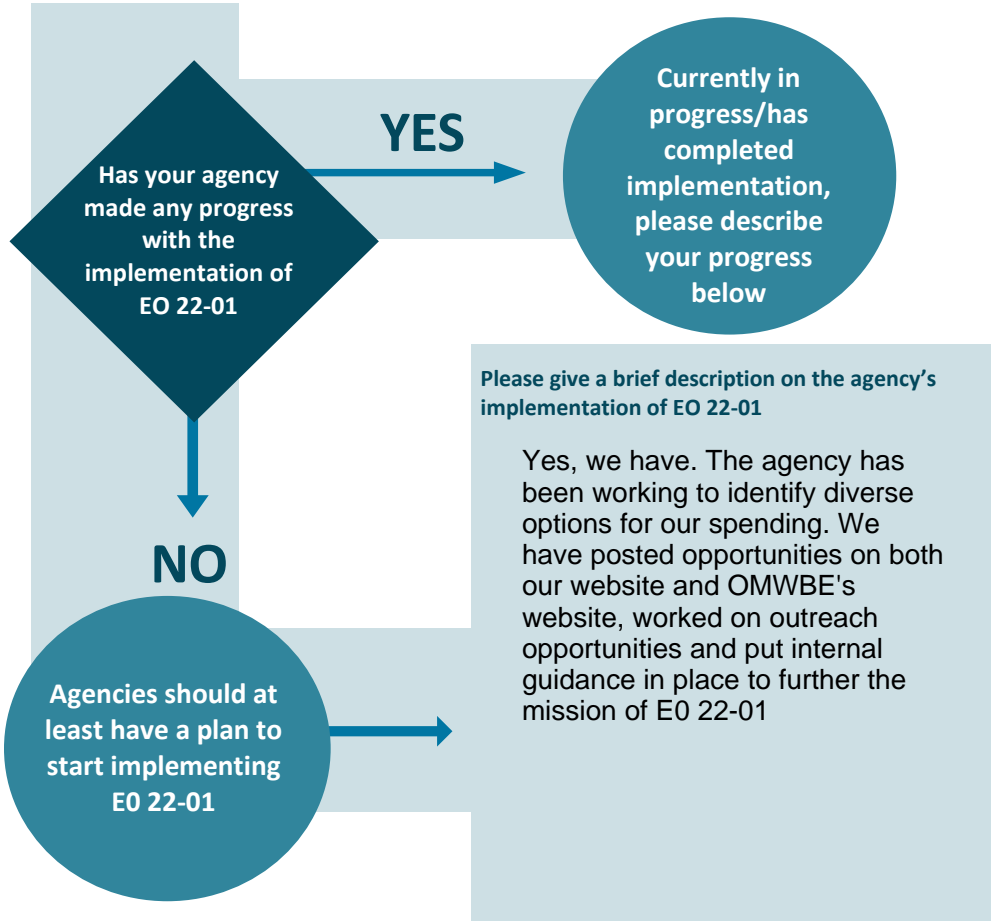 Has your agency
made any progress
with the
implementation of
EO 22-01
YES
Currently in
progress/has
completed
implementation,
please describe
your progress
below
NO
Agencies should at
least have a plan to
start implementing
E0 22-01
Please give a brief description on the agency’s
implementation of EO 22-01
Yes, we have. The agency has
been working to identify diverse
options for our spending. We
have posted opportunities on both
our website and OMWBE's
website, worked on outreach
opportunities and put internal
guidance in place to further the
mission of E0 22-01